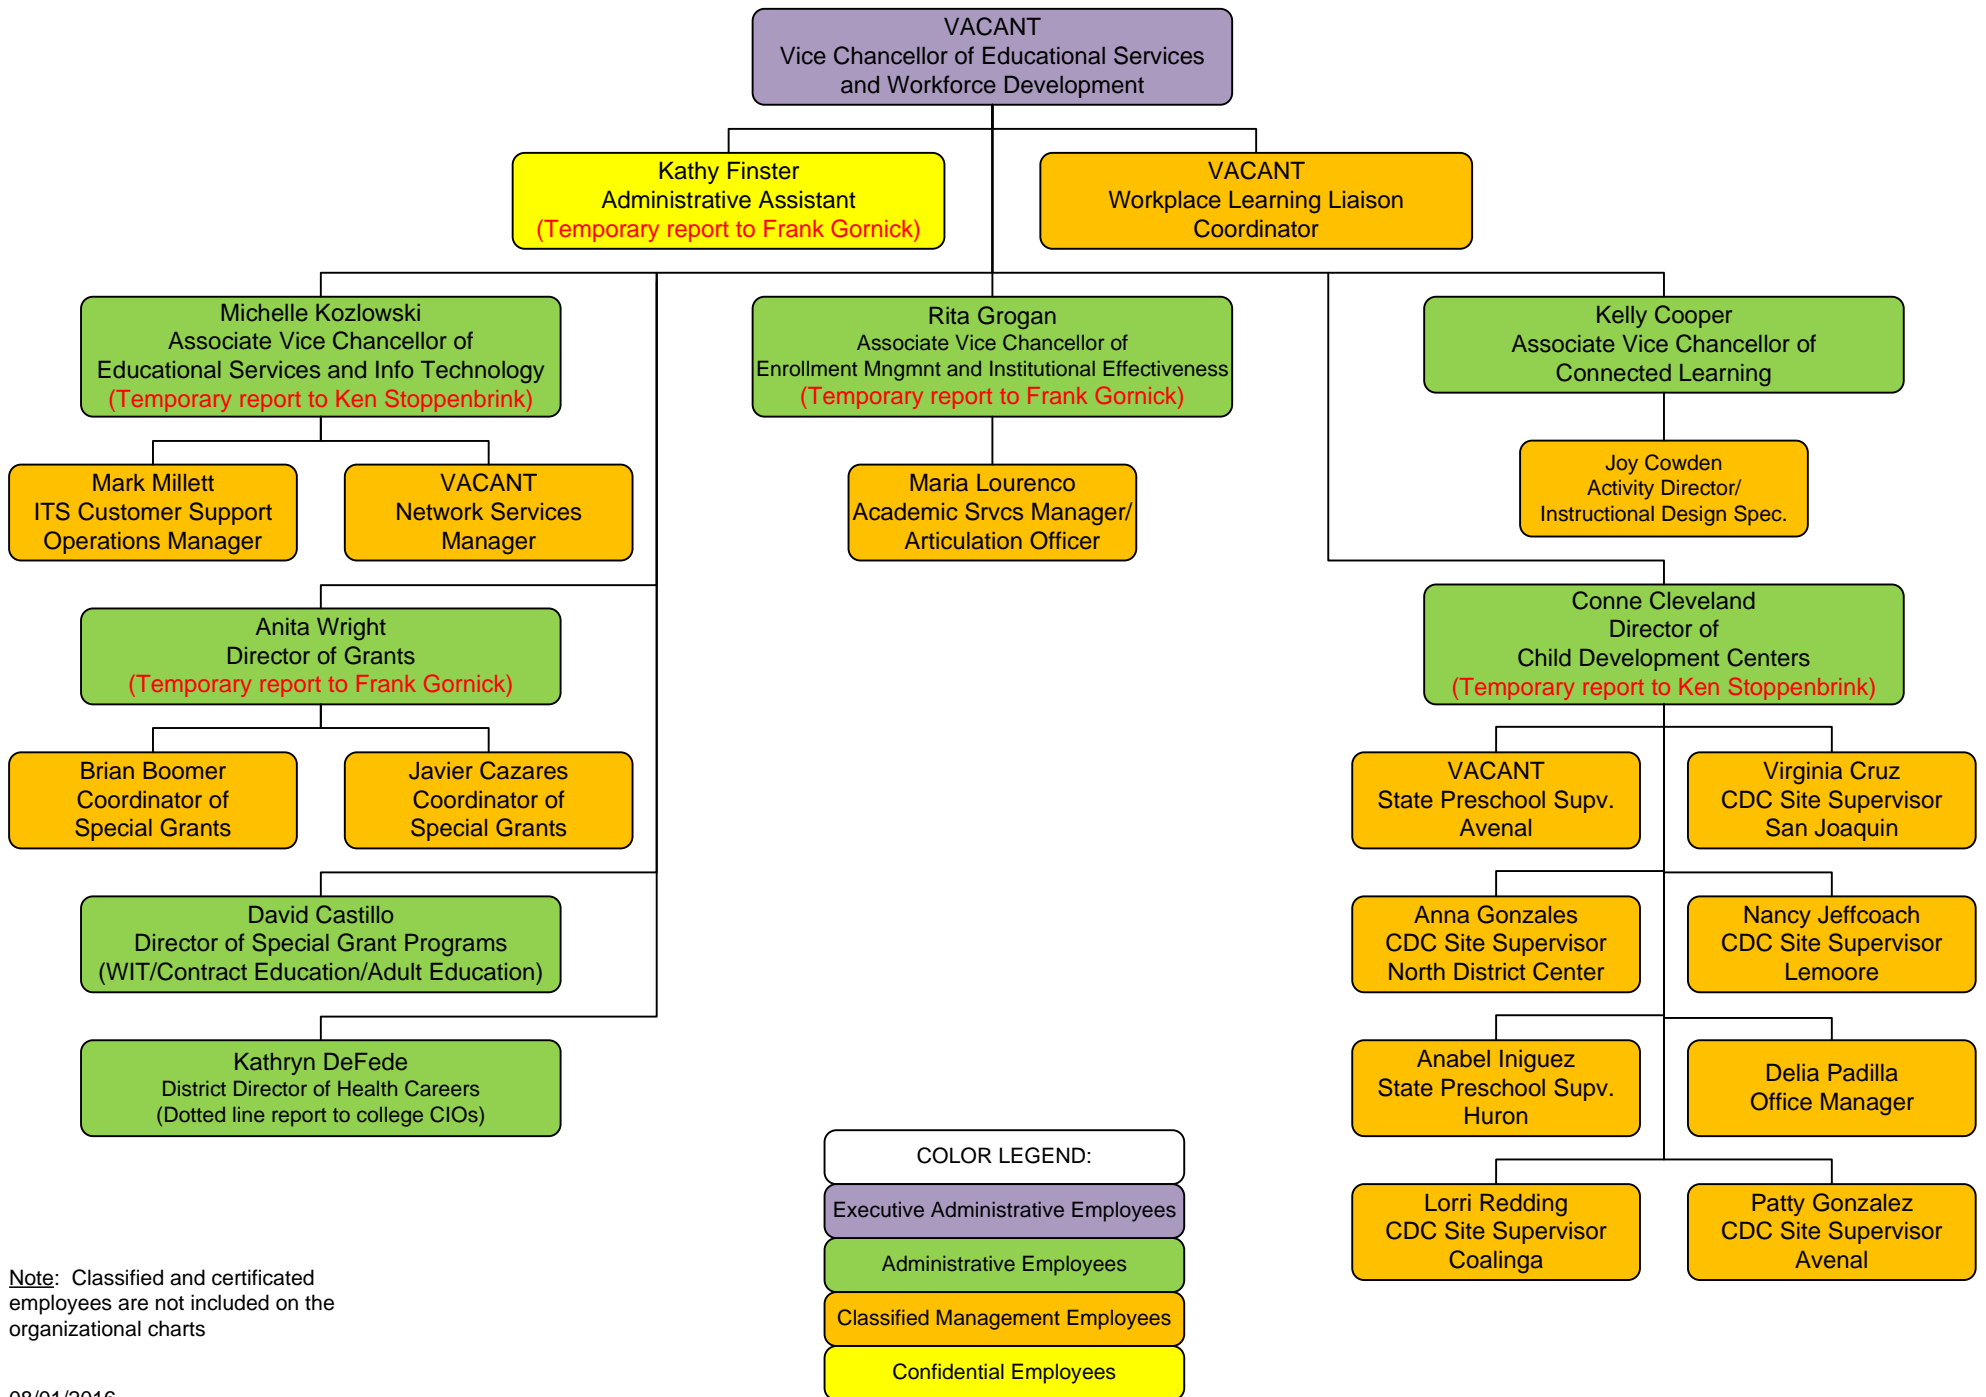 VACANT
Vice Chancellor of Educational Services
and Workforce Development
Kathy Finster
Administrative Assistant
(Temporary report to Frank Gornick)
VACANT
Workplace Learning Liaison
Coordinator
Michelle Kozlowski
Associate Vice Chancellor of
Educational Services and Info Technology
(Temporary report to Ken Stoppenbrink)
Rita Grogan
Associate Vice Chancellor of
Enrollment Mngmnt and Institutional Effectiveness
(Temporary report to Frank Gornick)
Kelly Cooper
Associate Vice Chancellor of
Connected Learning
Mark Millett
ITS Customer Support
Operations Manager
VACANT
Network Services
Manager
Maria Lourenco
Academic Srvcs Manager/
Articulation Officer
Joy Cowden
Activity Director/
Instructional Design Spec.
Anita Wright
Director of Grants
(Temporary report to Frank Gornick)
Conne Cleveland
Director of
Child Development Centers
(Temporary report to Ken Stoppenbrink)
Brian Boomer
Coordinator of
Special Grants
Javier Cazares
Coordinator of
Special Grants
VACANT
State Preschool Supv.
Avenal
Virginia Cruz
CDC Site Supervisor
San Joaquin
David Castillo
Director of Special Grant Programs
(WIT/Contract Education/Adult Education)
Anna Gonzales
CDC Site Supervisor
North District Center
Nancy Jeffcoach
CDC Site Supervisor
Lemoore
Kathryn DeFede
District Director of Health Careers
(Dotted line report to college CIOs)
Anabel Iniguez
State Preschool Supv.
Huron
Delia Padilla
Office Manager
Lorri Redding
CDC Site Supervisor
Coalinga
Patty Gonzalez
CDC Site Supervisor
Avenal
COLOR LEGEND:
Executive Administrative Employees
Administrative Employees
Classified Management Employees
Confidential Employees
Note: Classified and certificated
employees are not included on the
organizational charts
08/01/2016